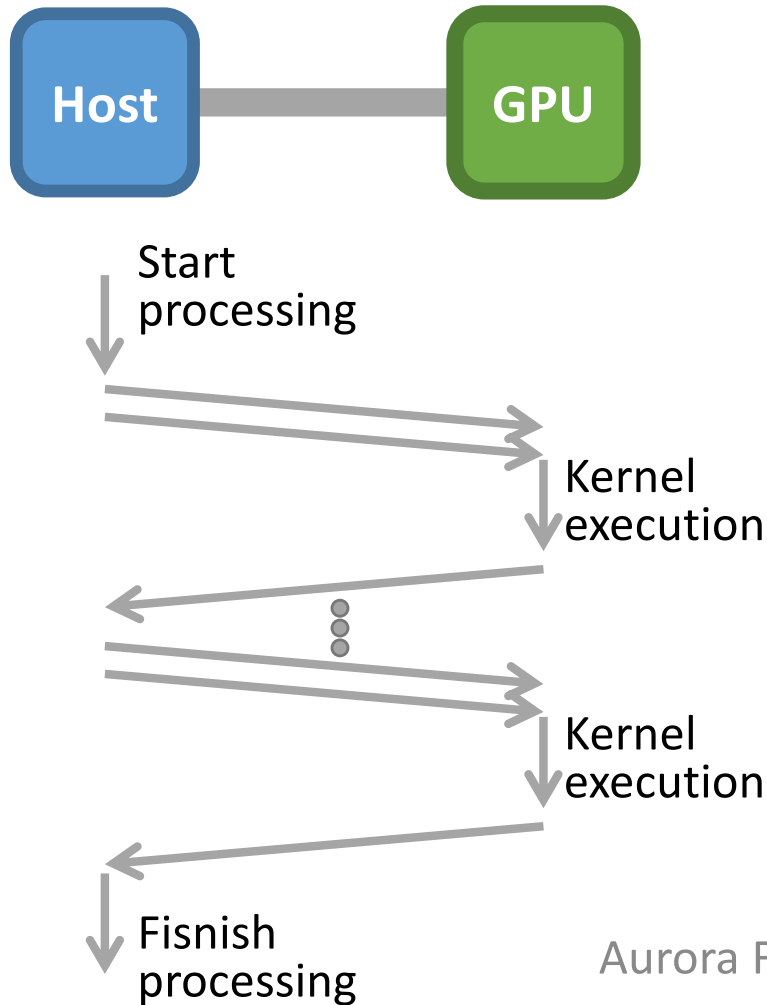 Host
GPU
Start
processing
Kernel
execution
Kernel
execution
Fisnish
processing
Aurora